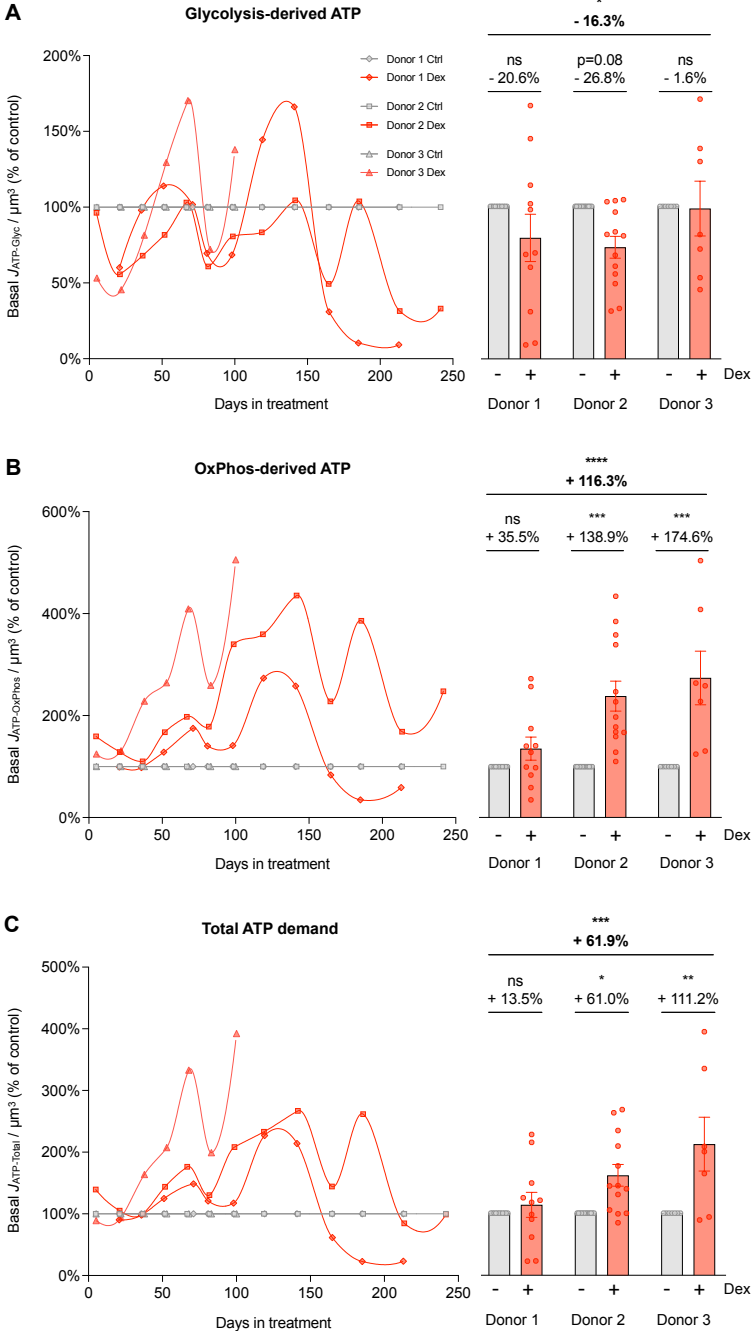 A
Glycolysis-derived ATP
Basal JATP-Glyc / µm³ (% of control)
200%
150%
100%
50%
0%
0 50 100 150 200 250
Days in treatment
Donor 1 Ctrl
Donor 1 Dex
Donor 2 Ctrl
Donor 2 Dex
Donor 3 Ctrl
Donor 3 Dex
*
- 16.3%
ns p=0.08 ns
- 20.6% - 26.8% - 1.6%
- + - + - + Dex
Donor 1 Donor 2 Donor 3
B
OxPhos-derived ATP
Basal JATP-OxPhos / µm³ (% of control)
600%
400%
200%
0%
0 50 100 150 200 250
Days in treatment
****
+ 116.3%
ns *** ***
+ 35.5% + 138.9% + 174.6%
- + - + - + Dex
Donor 1 Donor 2 Donor 3
C
Total ATP demand
Basal JATP-Total / µm³ (% of control)
500%
400%
300%
200%
100%
0%
0 50 100 150 200 250
Days in treatment
***
+ 61.9%
ns * **
+ 13.5% + 61.0% + 111.2%
- + - + - + Dex
Donor 1 Donor 2 Donor 3